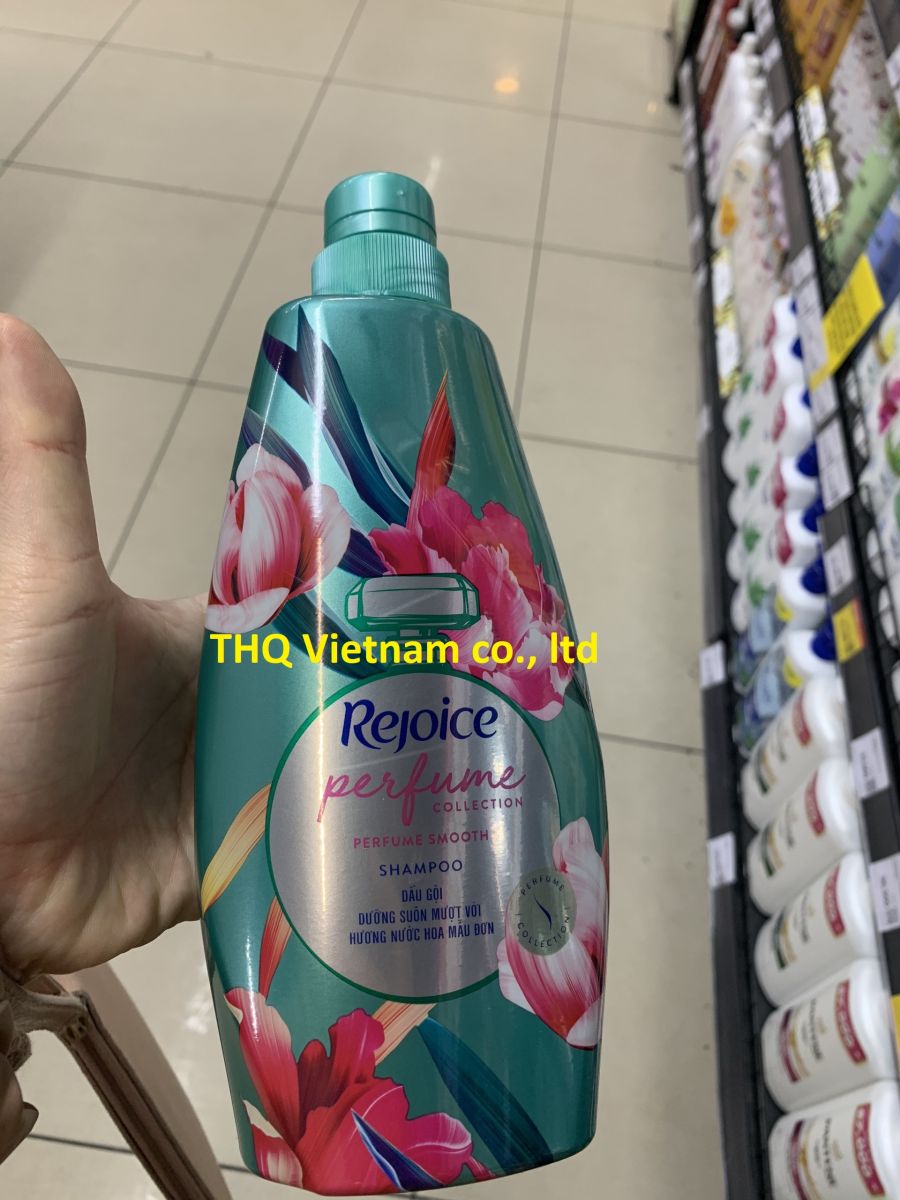 THQ Vietnam co., ltd
Rejoice
perfume
COLLECTION
PERFUME SMOOTH
SHAMPOO
DẦU GỘI
DƯỠNG SUÔN MƯỢT VỚI
HƯƠNG NƯỚC HOA MẪU ĐƠN
PERFUME
COLLECTION